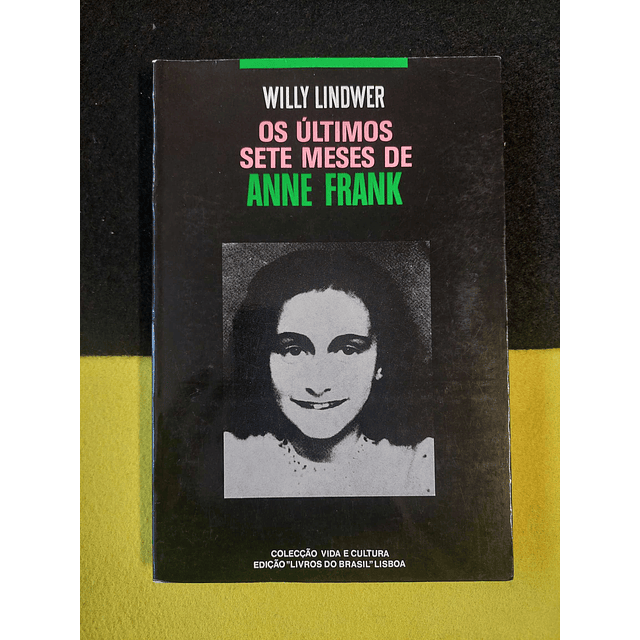 WILLY LINDWER
OS ÚLTIMOS
SETE MESES DE
ANNE FRANK
COLECÇÃO VIDA E CULTURA
EDIÇÃO "LIVROS DO BRASIL" LISBOA